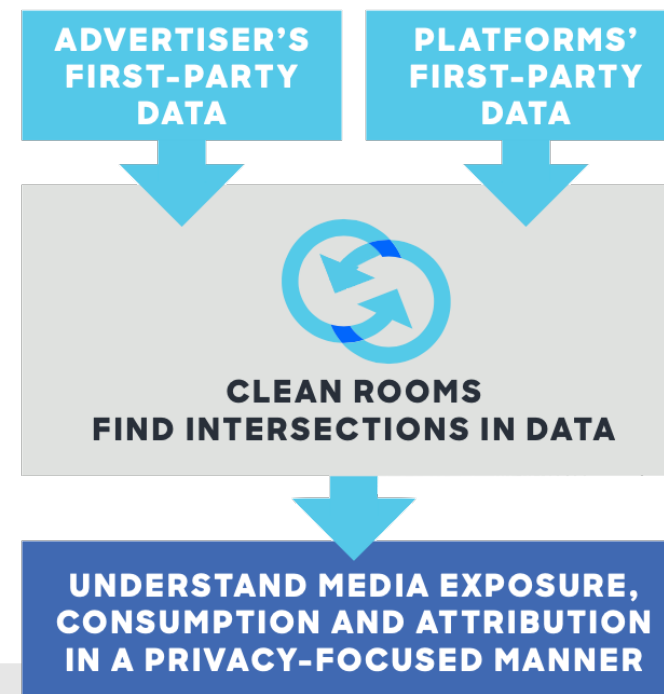 ADVERTISER'S
FIRST-PARTY
DATA
PLATFORMS'
FIRST-PARTY
DATA
CLEAN ROOMS
FIND INTERSECTIONS IN DATA
UNDERSTAND MEDIA EXPOSURE,
CONSUMPTION AND ATTRIBUTION
IN A PRIVACY-FOCUSED MANNER